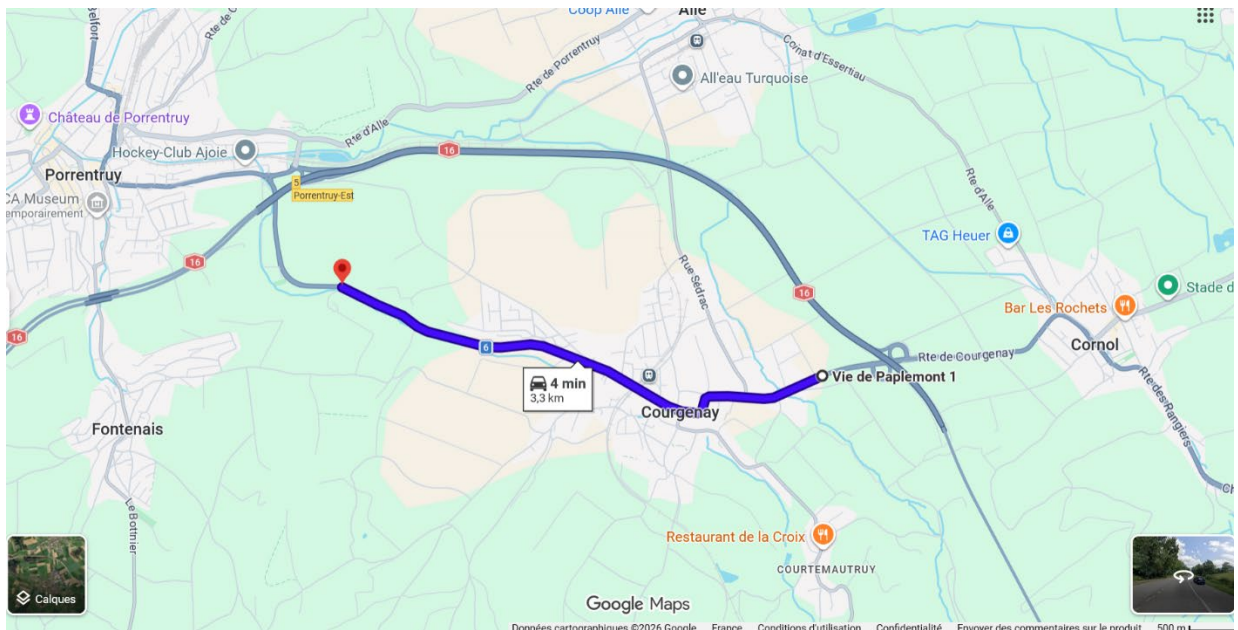 Coop Alle
Alle
Belfort
Rte de Porrentruy
Comat d'Essertiau
All'eau Turquoise
Château de Porrentruy
Rte d'Alle
Hockey-Club Ajoie
16
Porrentruy
5
Porrentruy-Est
CA Museum
emporairement
Rte d'Alle
TAG Heuer
Rue Sédrac
16
16
Stade d
Bar Les Rochets
16
6
Rte de Courgenay
Cornol
4 min
3,3 km
Vie de Paplemont 1
Courgenay
Rte des Rangiers
Fontenais
Le Bottnier
Restaurant de la Croix
COURTEMAUTRUY
Calques
Google Maps
Données cartographiques ©2026 Google France Conditions d'utilisation Confidentialité Envoyer des commentaires sur le produit 500 m